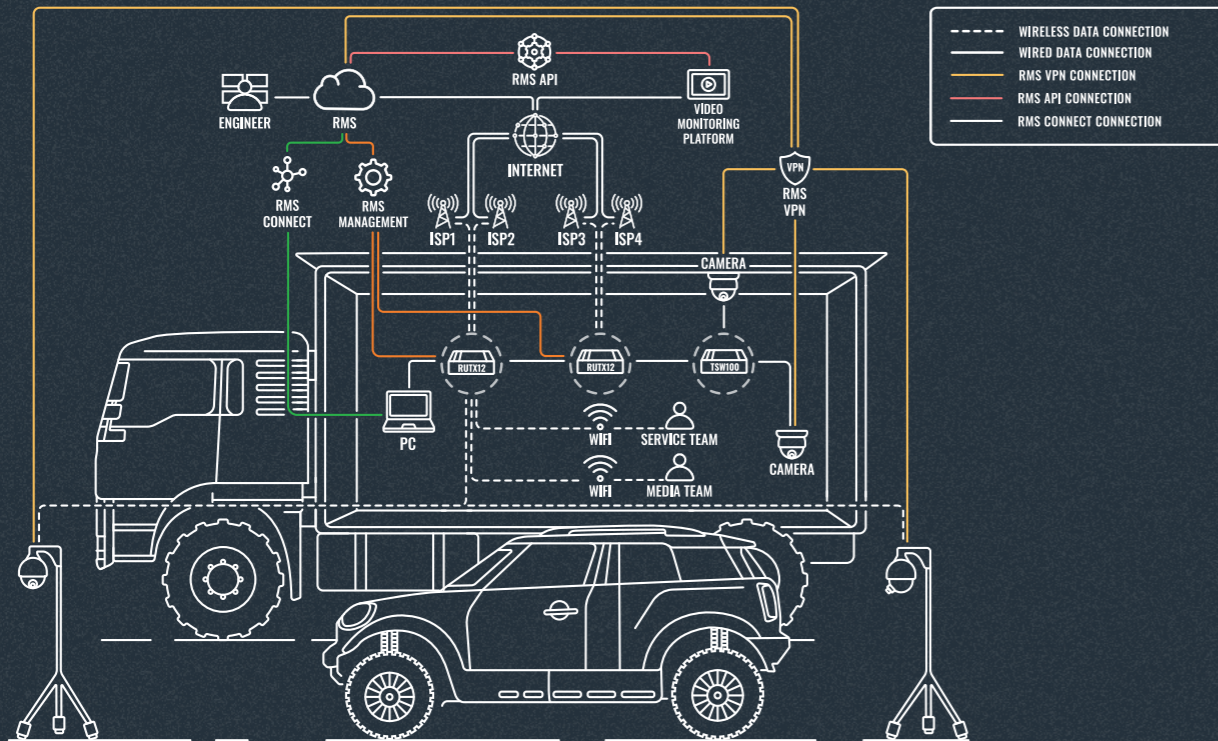 WIRELESS DATA CONNECTION
WIRED DATA CONNECTION
RMS VPN CONNECTION
RMS API CONNECTION
RMS CONNECT CONNECTION
RMS API
ENGINEER
RMS
VIDEO
MONITORING
PLATFORM
INTERNET
VPN
RMS
VPN
RMS
CONNECT
RMS
MANAGEMENT
ISP1
ISP2
ISP3
ISP4
CAMERA
RUTX12
RUTX12
TSW100
PC
WIFI
SERVICE TEAM
CAMERA
WIFI
MEDIA TEAM